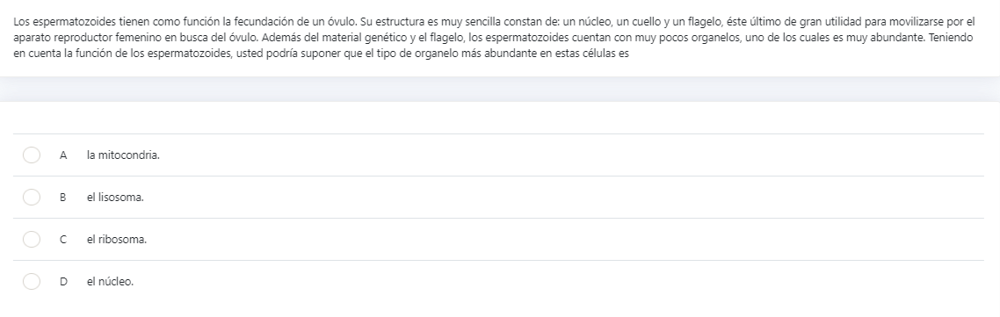 Los espermatozoides tienen como función la fecundación de un óvulo. Su estructura es muy sencilla constan de: un núcleo, un cuello y un flagelo, éste último de gran utilidad para movilizarse por el
aparato reproductor femenino en busca del óvulo. Además del material genético y el flagelo, los espermatozoides cuentan con muy pocos organelos, uno de los cuales es muy abundante. Teniendo
en cuenta la función de los espermatozoides, usted podría suponer que el tipo de organelo más abundante en estas células es
A la mitocondria.
B el lisosoma.
C el ribosoma.
D el núcleo.